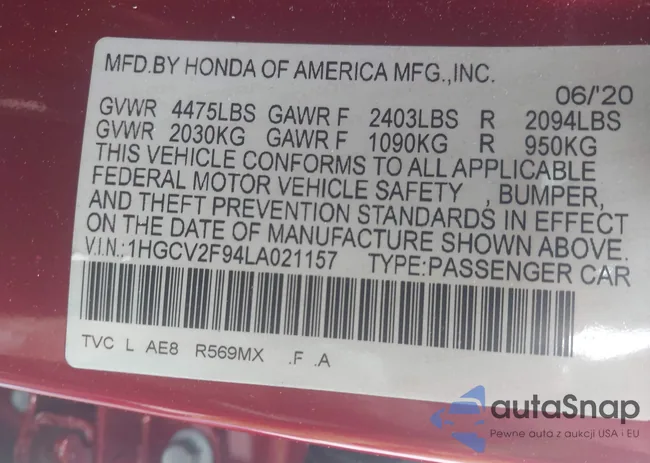 MFD.BY HONDA OF AMERICA MFG.,INC.
06/'20
GVWR 4475LBS GAWR F 2403LBS R 2094LBS
GVWR 2030KG GAWR F 1090KG R 950KG
THIS VEHICLE CONFORMS TO ALL APPLICABLE
FEDERAL MOTOR VEHICLE SAFETY , BUMPER,
AND THEFT PREVENTION STANDARDS IN EFFECT
ON THE DATE OF MANUFACTURE SHOWN ABOVE.
V.I.N.:1HGCV2F94LA021157 TYPE:PASSENGER CAR
TVC L AE8 R569MX .F .A
autaSnap
Pewne auta z aukcji USA i EU